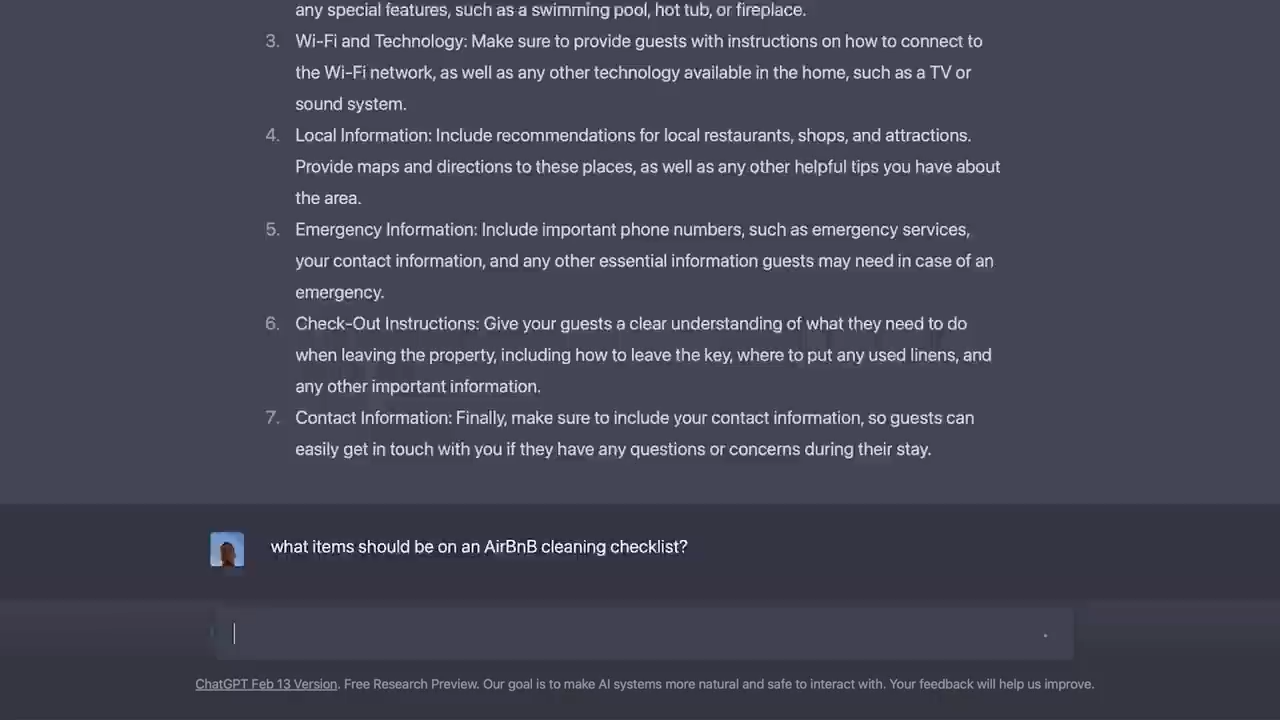 any special features, such as a swimming pool, hot tub, or fireplace.
3. Wi-Fi and Technology: Make sure to provide guests with instructions on how to connect to
the Wi-Fi network, as well as any other technology available in the home, such as a TV or
sound system.
4. Local Information: Include recommendations for local restaurants, shops, and attractions.
Provide maps and directions to these places, as well as any other helpful tips you have about
the area.
5. Emergency Information: Include important phone numbers, such as emergency services,
your contact information, and any other essential information guests may need in case of an
emergency.
6. Check-Out Instructions: Give your guests a clear understanding of what they need to do
when leaving the property, including how to leave the key, where to put any used linens, and
any other important information.
7. Contact Information: Finally, make sure to include your contact information, so guests can
easily get in touch with you if they have any questions or concerns during their stay.
what items should be on an AirBnB cleaning checklist?
ChatGPT Feb 13 Version. Free Research Preview. Our goal is to make AI systems more natural and safe to interact with. Your feedback will help us improve.